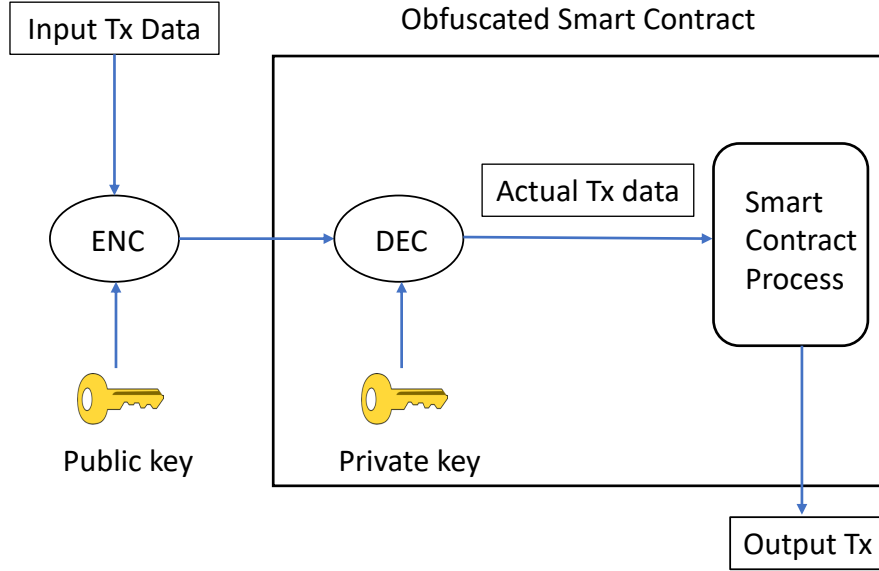 Obfuscated Smart Contract
Input Tx Data
Actual Tx data
ENC
DEC
Smart
Contract
Process
Public key
Private key
Output Tx